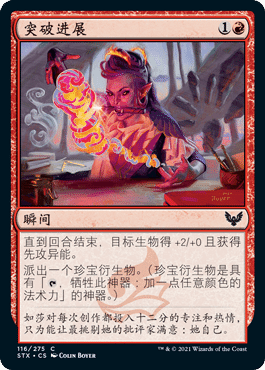 突破进展 1
瞬间
直到回合结束，目标生物得+2/+0且获得
先攻异能。
派出一个珍宝衍生物。（珍宝衍生物是具
有「，牺牲此神器：加一点任意颜色的
法术力」的神器。）
如莎对每次创作都投入十二分的专注和热情，
只为能让最挑剔她的批评家满意：她自己。
116/275 C
STX • CS COLIN BOYER
™ & © 2021 Wizards of the Coast